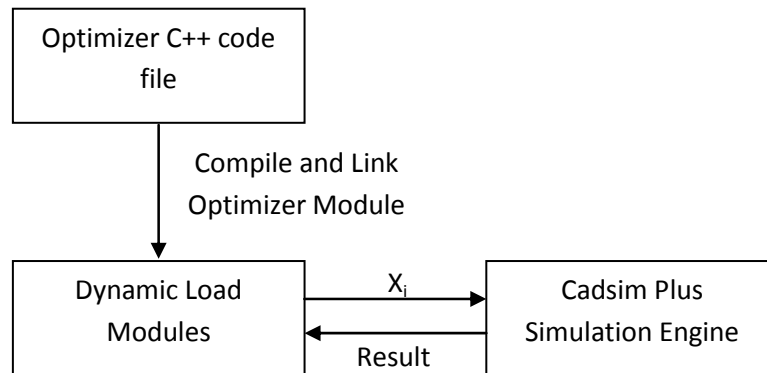 Optimizer C++ code
file
Compile and Link
Optimizer Module
Dynamic Load
Modules
Xi
Result
Cadsim Plus
Simulation Engine